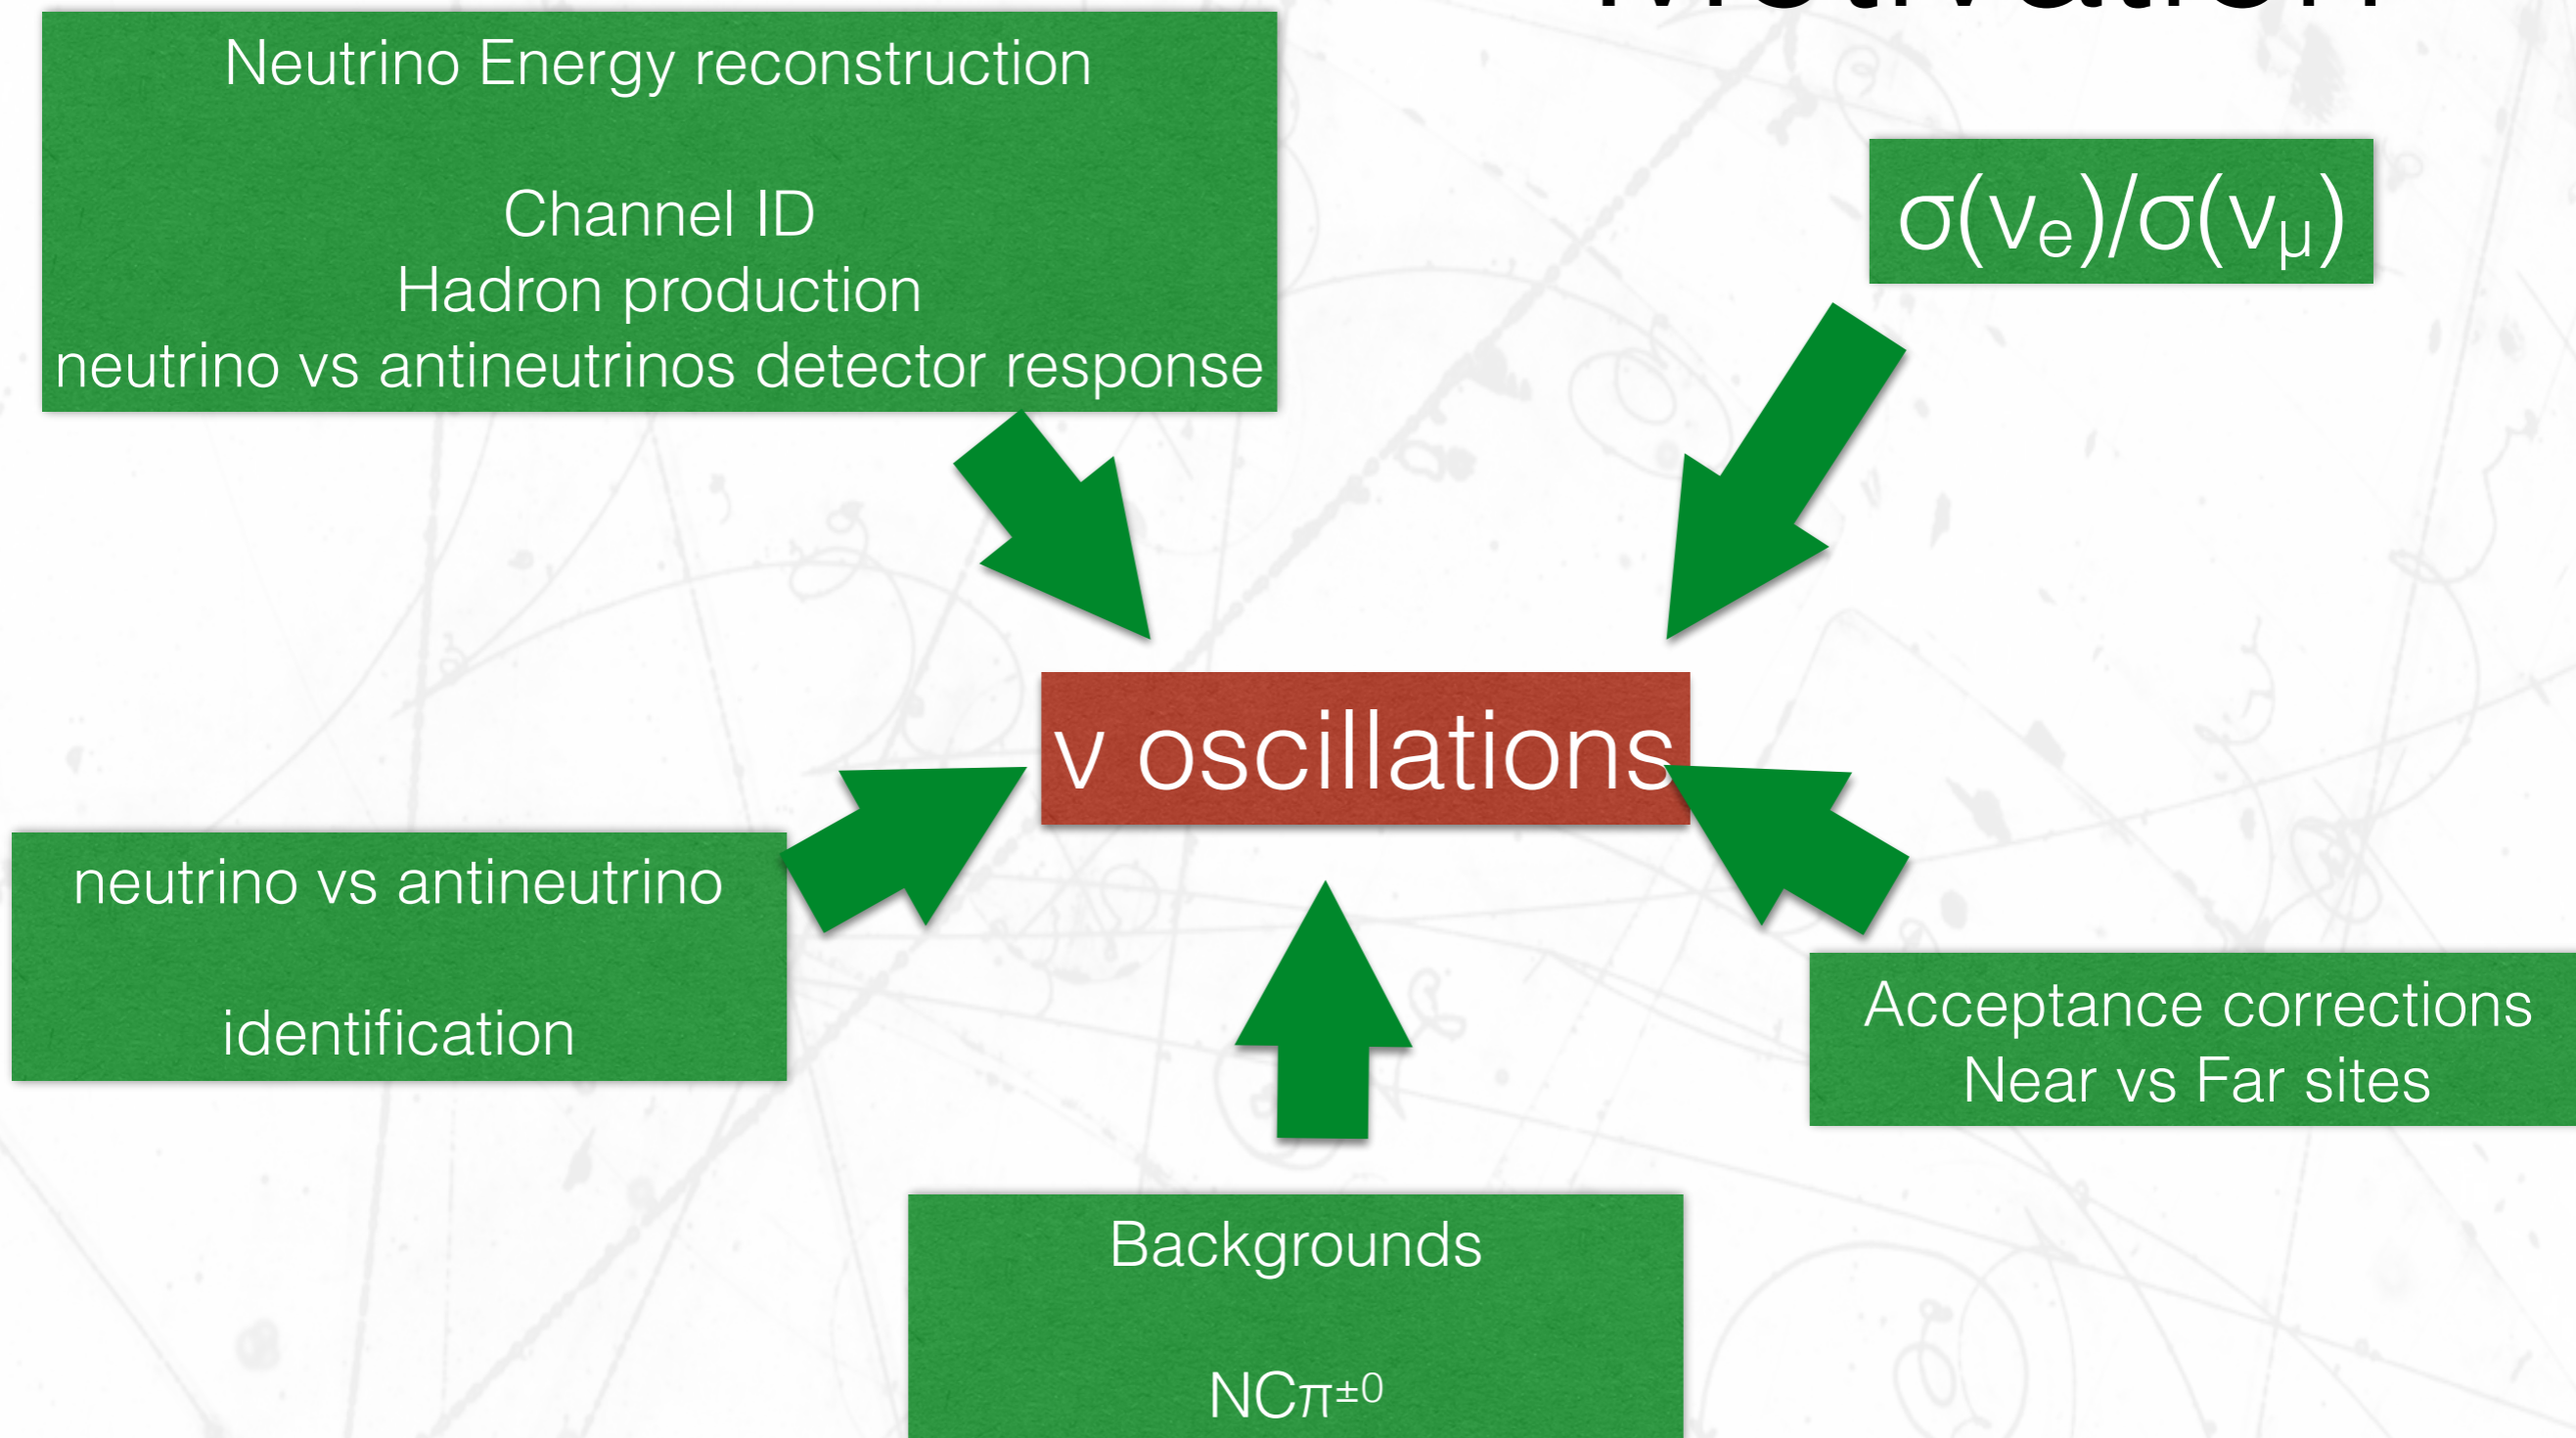 Motivation
Neutrino Energy reconstruction
Channel ID
Hadron production
neutrino vs antineutrinos detector response
σ(νe)/σ(νμ)
ν oscillations
neutrino vs antineutrino
identification
Acceptance corrections
Near vs Far sites
Backgrounds
NCπ±0